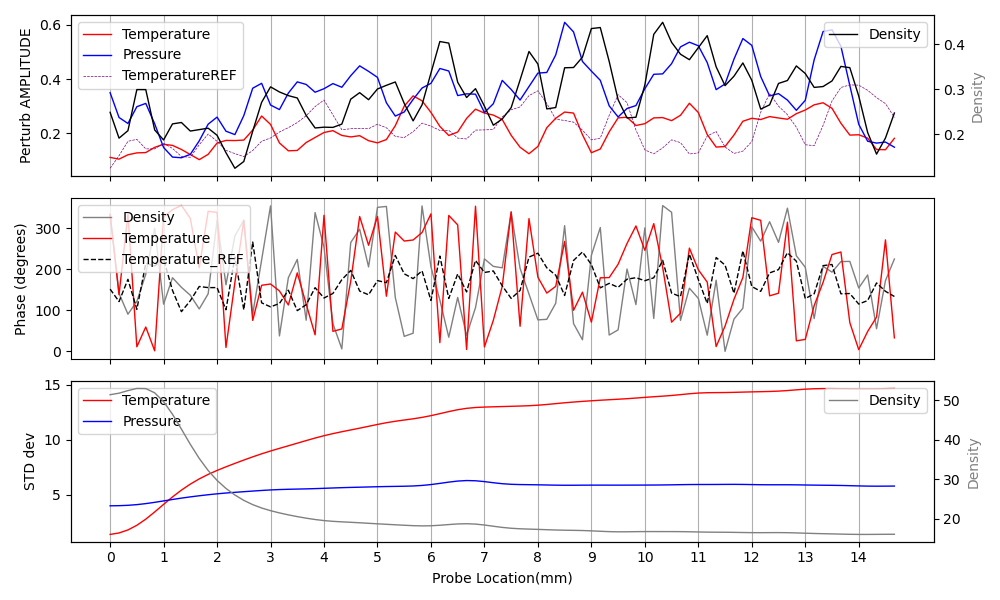 Perturb AMPLITUDE
0.6
0.4
0.2
Temperature
Pressure
TemperatureREF
Density
0.4
0.3
0.2
Density
Phase (degrees)
300
200
100
0
Density
Temperature
Temperature_REF
STD dev
15
10
5
Temperature
Pressure
Density
50
40
30
20
Density
0 1 2 3 4 5 6 7 8 9 10 11 12 13 14
Probe Location(mm)